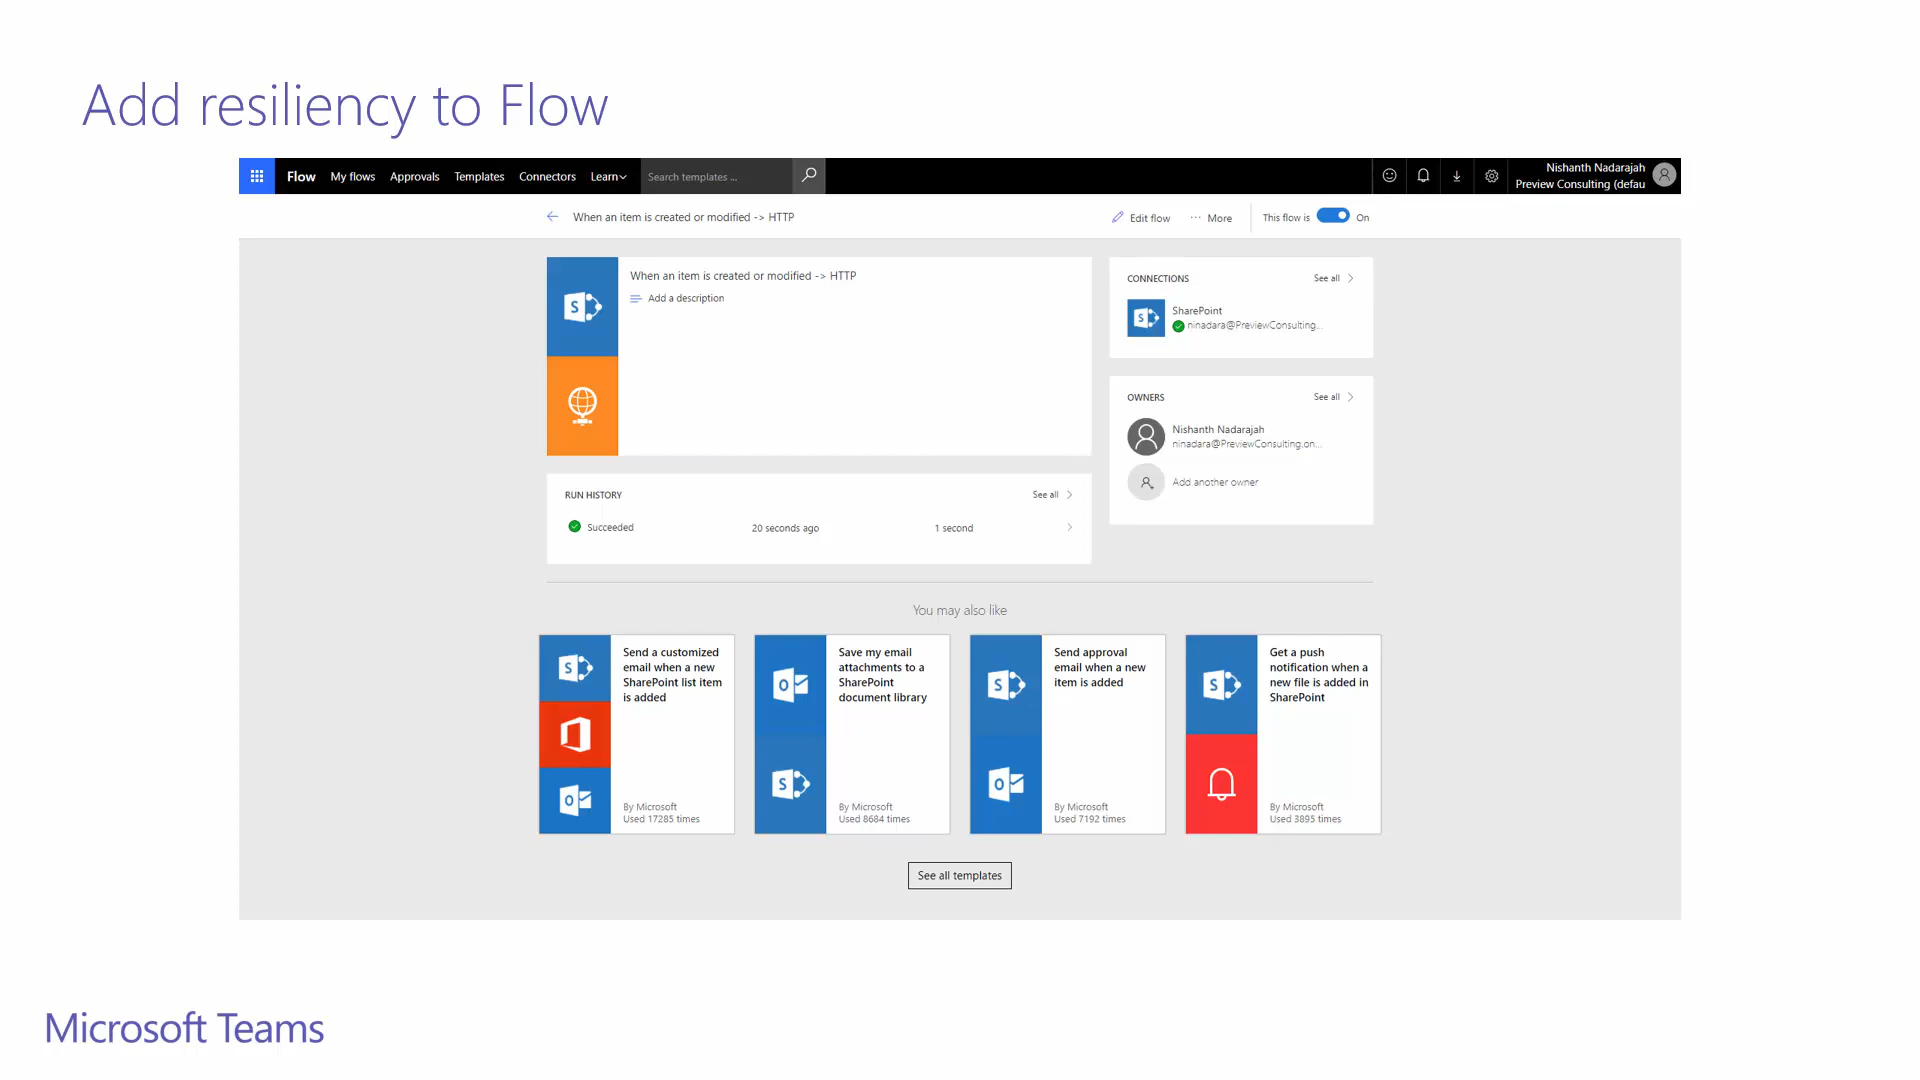 Add resiliency to Flow
Flow My flows Approvals Templates Connectors Learn Search templates ... Nishanth Nadarajah
Preview Consulting (defau
When an item is created or modified -> HTTP Edit flow ... More This flow is On
When an item is created or modified -> HTTP
Add a description
CONNECTIONS See all
SharePoint
ninadara@PreviewConsulting...
OWNERS See all
Nishanth Nadarajah
ninadara@PreviewConsulting.on...
Add another owner
RUN HISTORY See all
Succeeded 20 seconds ago 1 second
You may also like
Send a customized
email when a new
SharePoint list item
is added
By Microsoft
Used 17285 times
Save my email
attachments to a
SharePoint
document library
By Microsoft
Used 8684 times
Send approval
email when a new
item is added
By Microsoft
Used 7192 times
Get a push
notification when a
new file is added in
SharePoint
By Microsoft
Used 3895 times
See all templates
Microsoft Teams